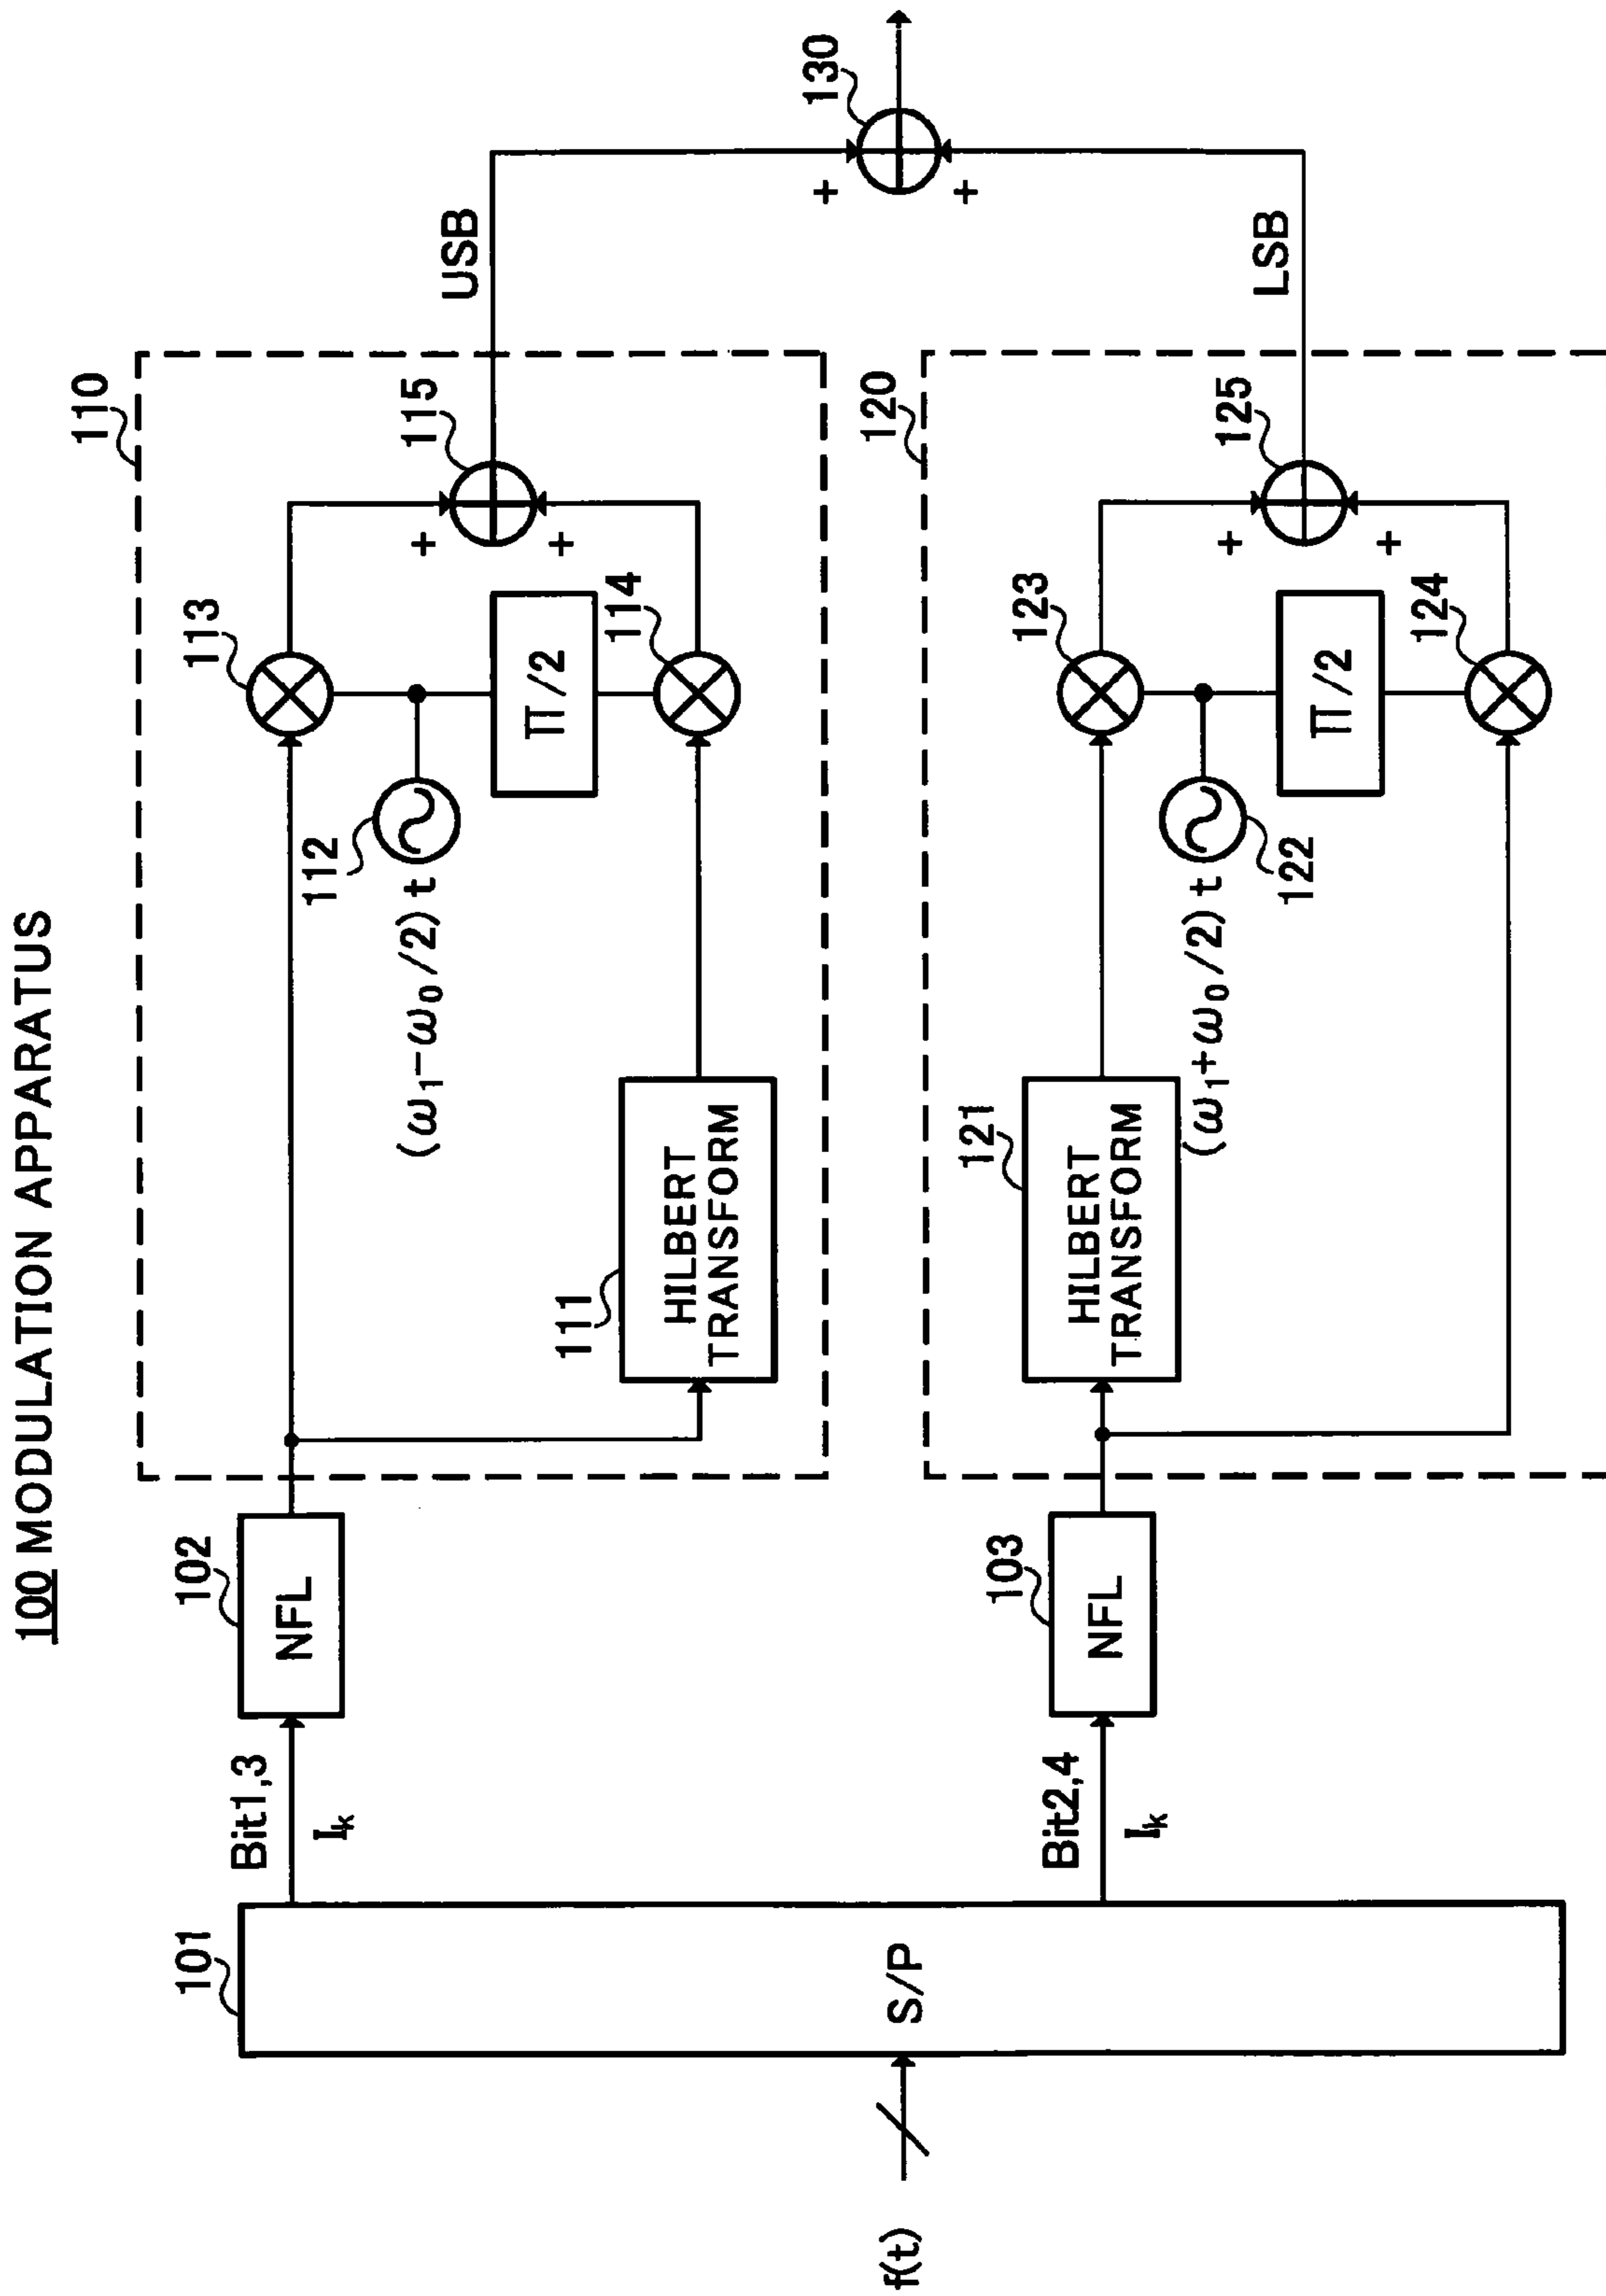 100 MODULATION APPARATUS
110
113
115
USB
112
(ω1-ω0/2) t
Π/2
114
111
HILBERT
TRANSFORM
102
NFL
Bit1,3
Ik
101
S/P
f(t)
+
+
130
+
+
120
123
125
LSB
121
HILBERT
TRANSFORM
122
(ω1+ω0/2) t
Π/2
124
103
NFL
Bit2,4
Ik
+
+